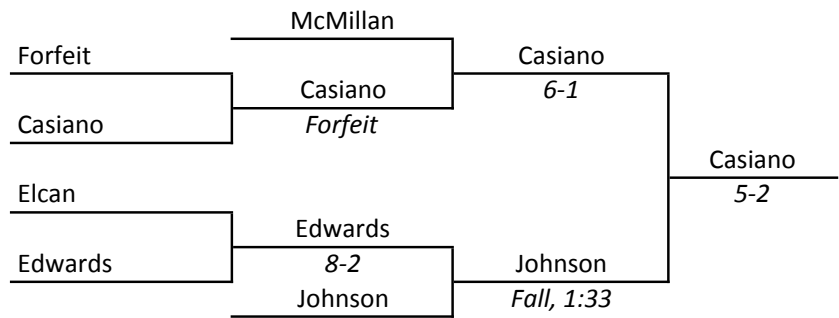 McMillan
Forfeit
Casiano
Casiano
6-1
Casiano
Forfeit
Casiano
5-2
Elcan
Edwards
8-2
Edwards
Johnson
Fall, 1:33
Johnson